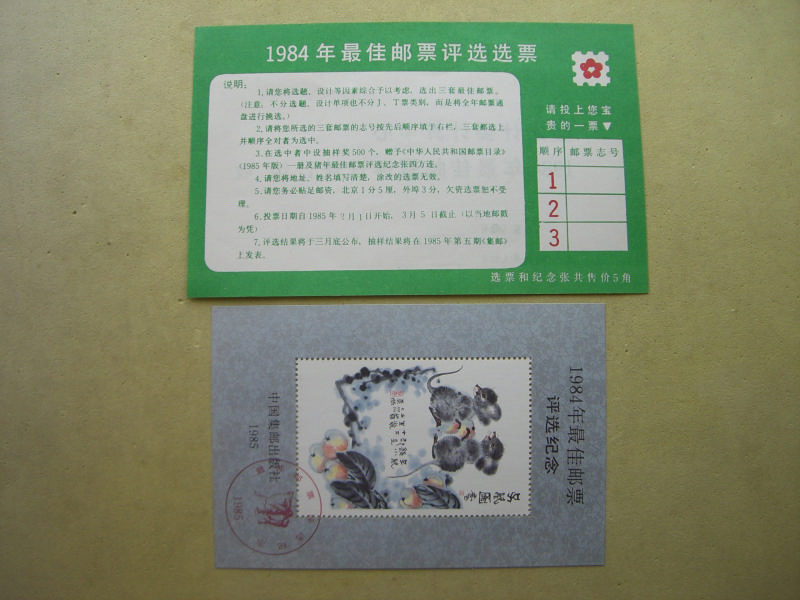 1984年最佳邮票评选选票
说明：
1.请您将选题、设计等因素综合予以考虑，选出三套最佳邮票。
(注意：不分选题、设计单项也不分J、T票类别，而是将全年邮票通
盘进行挑选。)
2.请将您所选的三套邮票的志号按先后顺序填于右栏，三套都选上
并顺序全对者为选中。
3.在选中者中设抽样奖500个，赠予《中华人民共和国邮票目录》
(1985年版)一册及猪年最佳邮票评选纪念张四方连。
4.请您将地址、姓名填写清楚，涂改的选票无效。
5.请您务必贴足邮资，北京1分5厘，外埠3分，欠资选票恕不受
理。
6.投票日期自1985年2月1日开始，3月5日截止(以当地邮戳
为凭)
7.评选结果将于三月底公布，抽样结果将在1985年第五期《集邮》
上发表。
请投上您宝
贵的一票▼
顺序 邮票志号
1
2
3
选票和纪念张共售价5角
1984年最佳邮票
评选纪念
中国集邮出版社
1985
1985